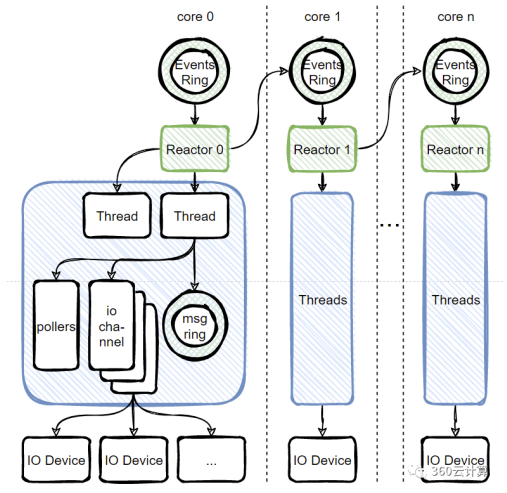 core 0
core 1
core n
Events
Ring
Events
Ring
Events
Ring
Reactor 0
Reactor 1
Reactor n
Thread
Thread
...
pollers
io
cha-
nnel
msg
ring
Threads
Threads
IO Device
IO Device
...
IO Device
IO Device
360云计算